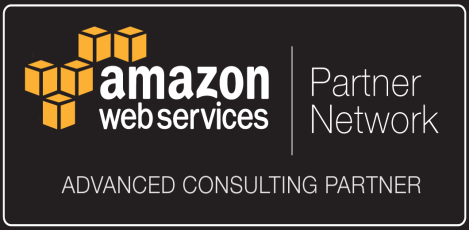 amazon
web services
Partner
Network
ADVANCED CONSULTING PARTNER